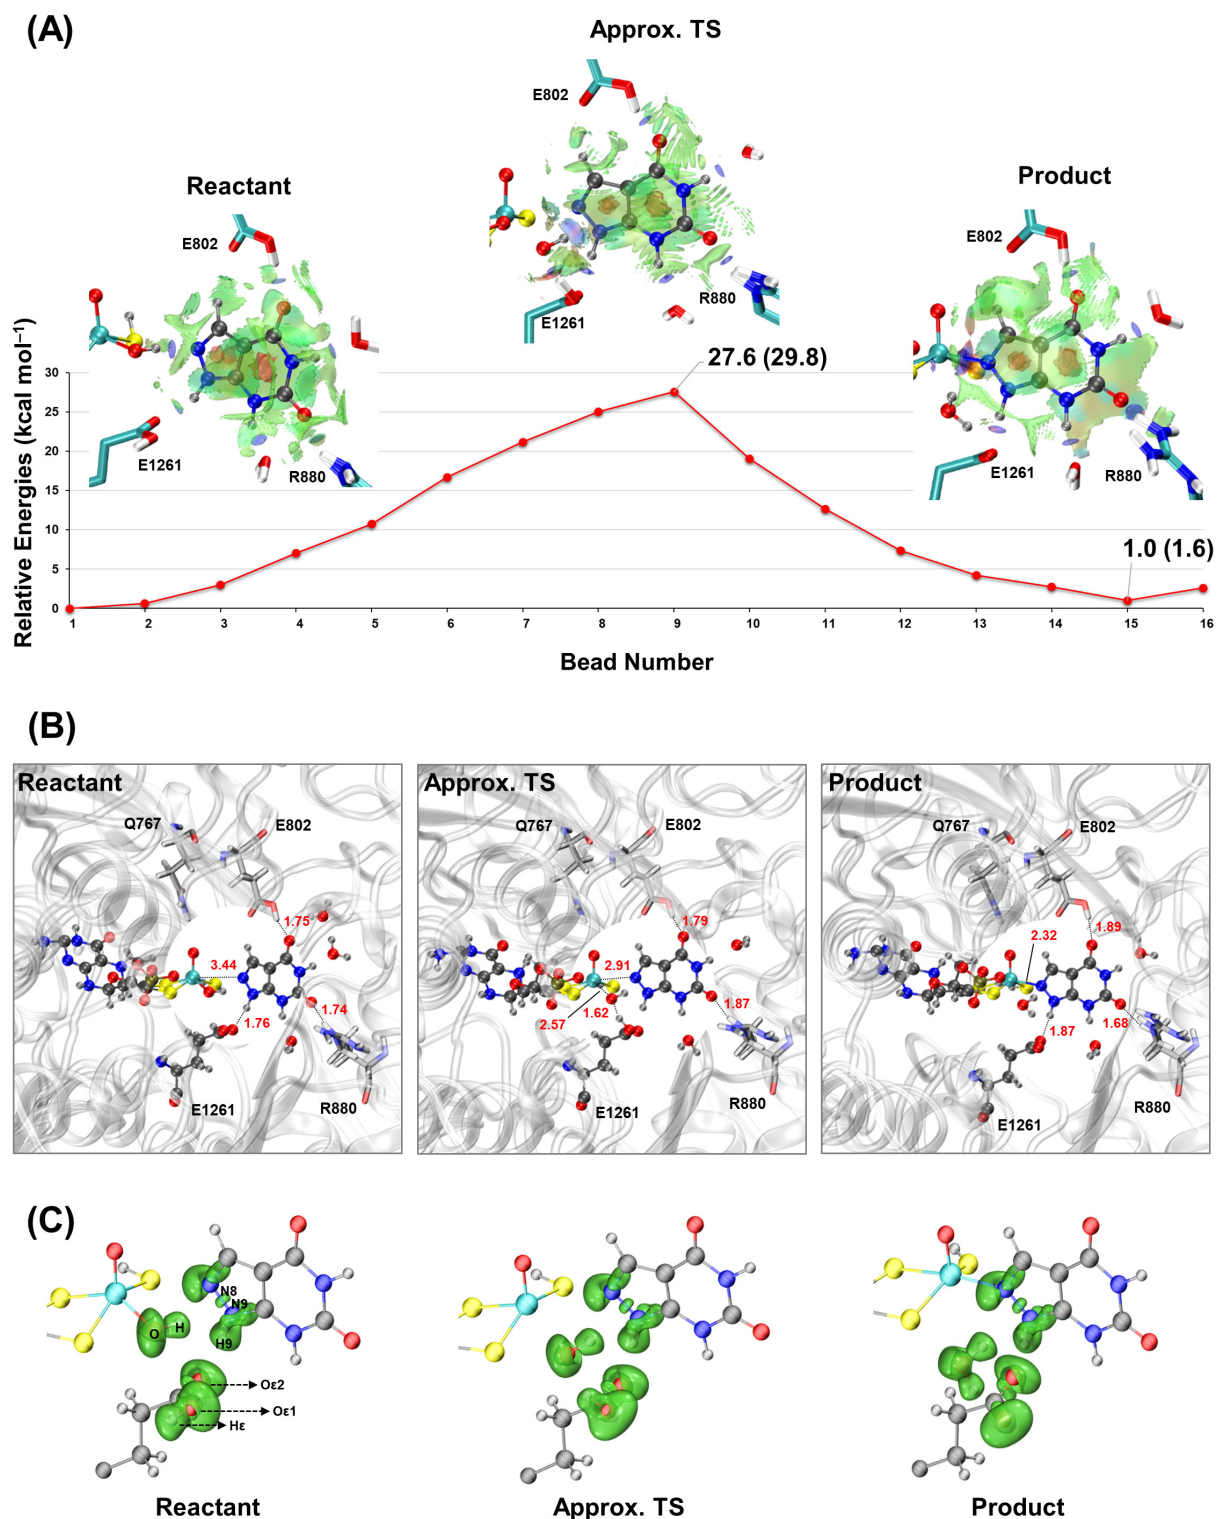 (A)
Approx. TS
E802
Reactant
E802
E1261
R880
Product
E802
R880
E1261
E1261
R880
27.6 (29.8)
1.0 (1.6)
Relative Energies (kcal mol⁻¹)
30
25
20
15
10
5
0
1 2 3 4 5 6 7 8 9 10 11 12 13 14 15 16
Bead Number
(B)
Reactant
Q767
E802
1.75
3.44
1.74
1.76
E1261
R880
Approx. TS
Q767
E802
1.79
2.91
1.87
1.62
2.57
E1261
R880
Product
Q767
E802
2.32
1.89
1.87
1.68
R880
E1261
(C)
N8
N9
O
H
H9
Oε2
Oε1
Hε
Reactant
Approx. TS
Product